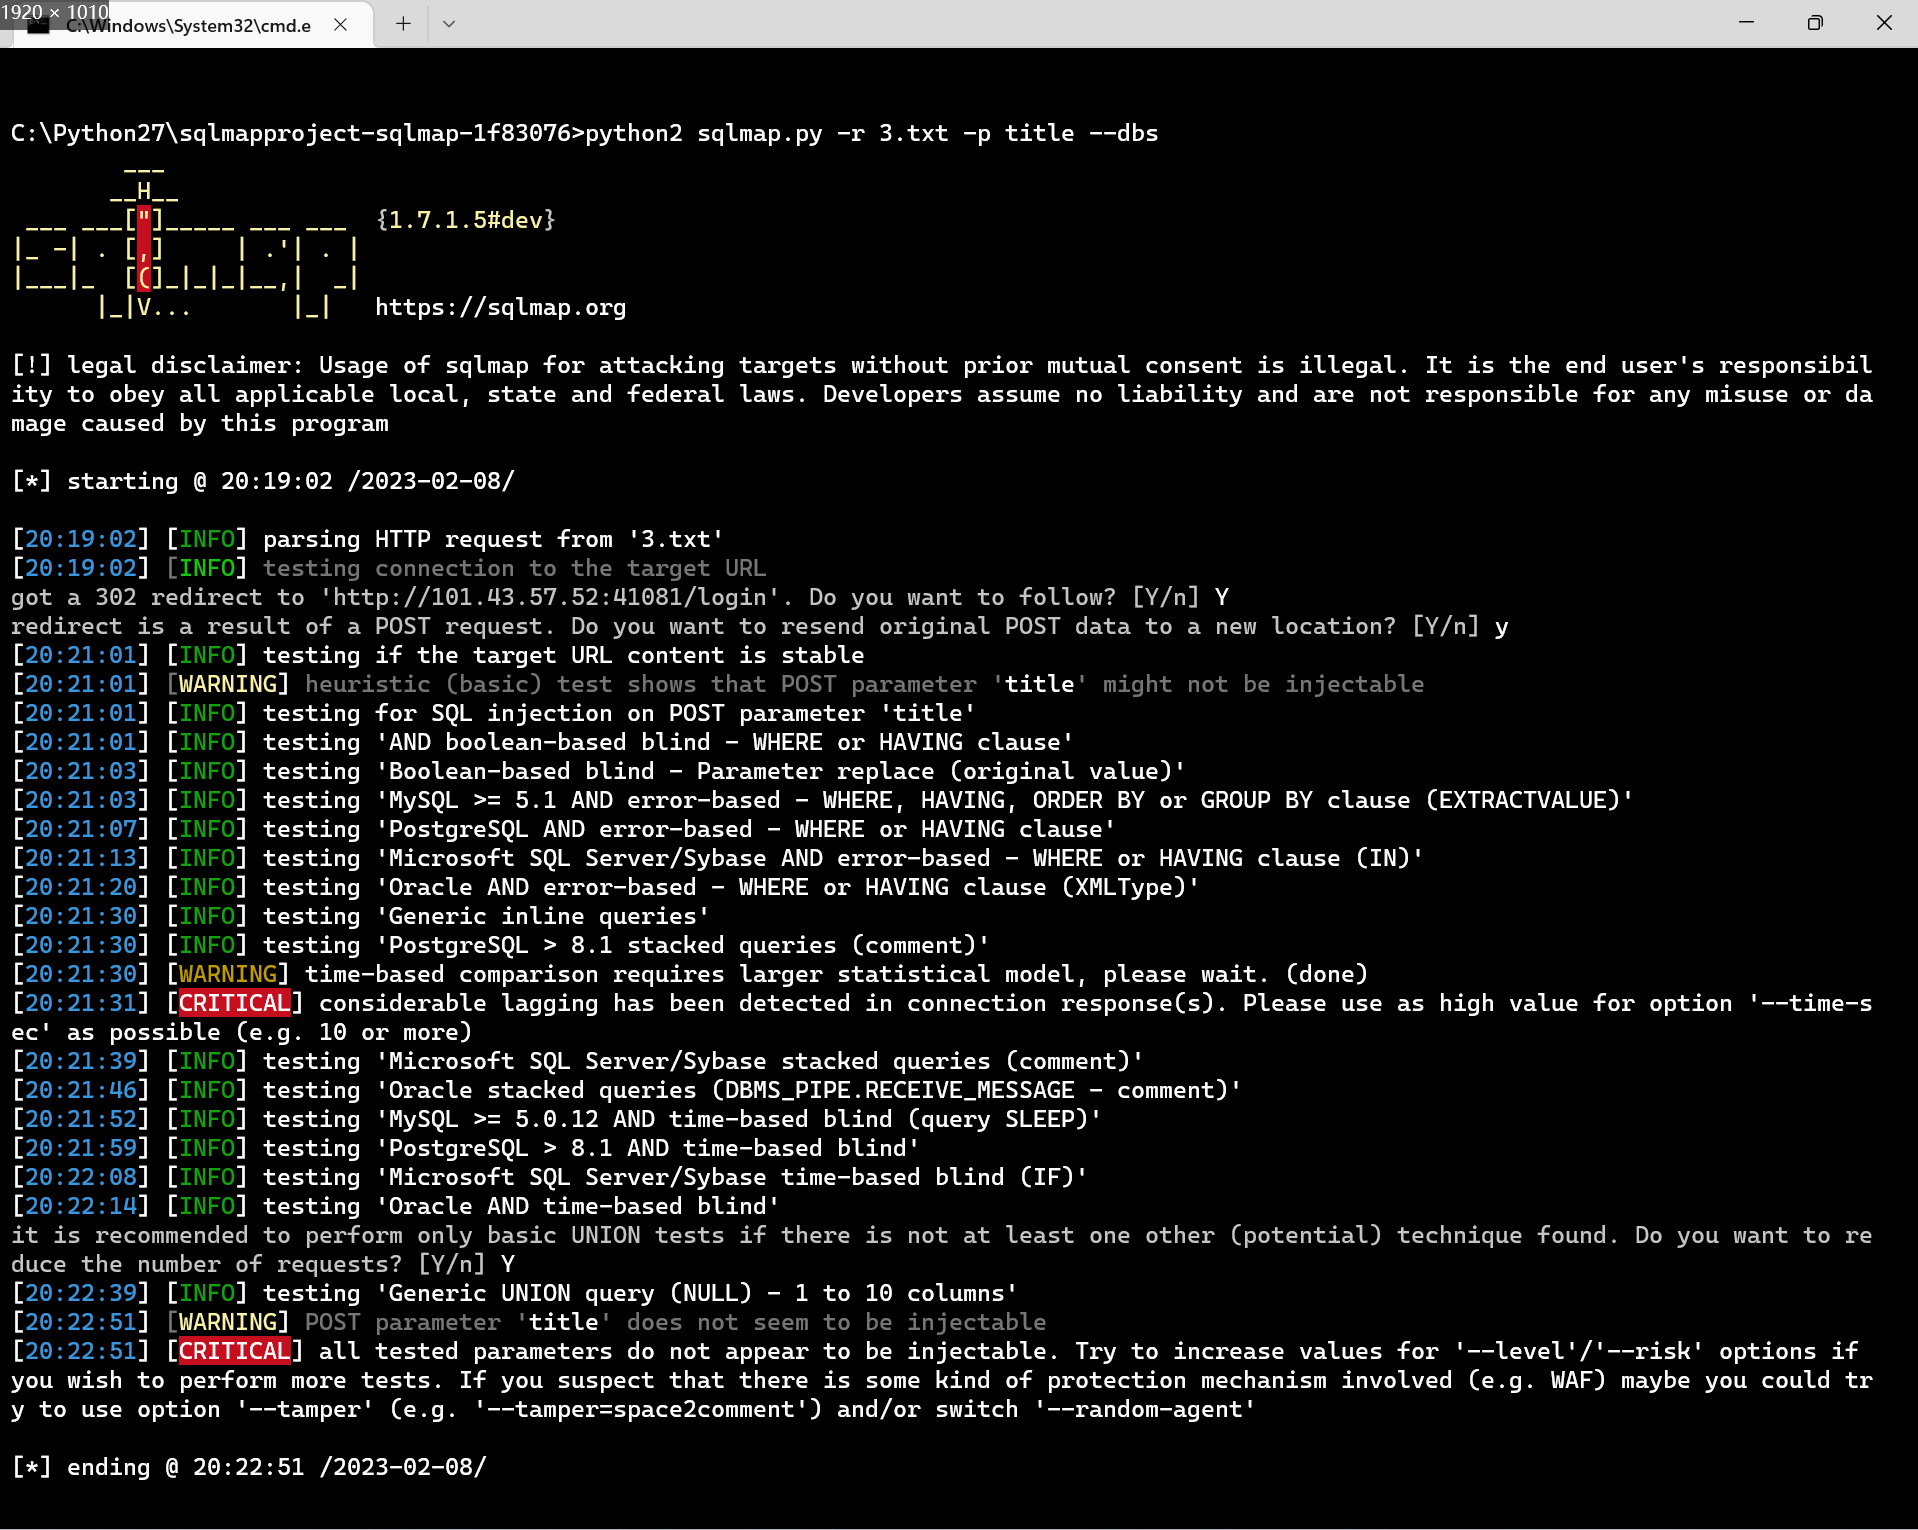 1920 × 1010
C:\Windows\System32\cmd.e
C:\Python27\sqlmapproject-sqlmap-1f83076>python2 sqlmap.py -r 3.txt -p title --dbs
        ___
       __H__
 ___ ___["]_____ ___ ___  {1.7.1.5#dev}
|_ -| . [,]     | .'| . |
|___|_  [(]_|_|_|__,|  _|
      |_|V...       |_|   https://sqlmap.org
[!] legal disclaimer: Usage of sqlmap for attacking targets without prior mutual consent is illegal. It is the end user's responsibil
ity to obey all applicable local, state and federal laws. Developers assume no liability and are not responsible for any misuse or da
mage caused by this program
[*] starting @ 20:19:02 /2023-02-08/
[20:19:02] [INFO] parsing HTTP request from '3.txt'
[20:19:02] [INFO] testing connection to the target URL
got a 302 redirect to 'http://101.43.57.52:41081/login'. Do you want to follow? [Y/n] Y
redirect is a result of a POST request. Do you want to resend original POST data to a new location? [Y/n] y
[20:21:01] [INFO] testing if the target URL content is stable
[20:21:01] [WARNING] heuristic (basic) test shows that POST parameter 'title' might not be injectable
[20:21:01] [INFO] testing for SQL injection on POST parameter 'title'
[20:21:01] [INFO] testing 'AND boolean-based blind - WHERE or HAVING clause'
[20:21:03] [INFO] testing 'Boolean-based blind - Parameter replace (original value)'
[20:21:03] [INFO] testing 'MySQL >= 5.1 AND error-based - WHERE, HAVING, ORDER BY or GROUP BY clause (EXTRACTVALUE)'
[20:21:07] [INFO] testing 'PostgreSQL AND error-based - WHERE or HAVING clause'
[20:21:13] [INFO] testing 'Microsoft SQL Server/Sybase AND error-based - WHERE or HAVING clause (IN)'
[20:21:20] [INFO] testing 'Oracle AND error-based - WHERE or HAVING clause (XMLType)'
[20:21:30] [INFO] testing 'Generic inline queries'
[20:21:30] [INFO] testing 'PostgreSQL > 8.1 stacked queries (comment)'
[20:21:30] [WARNING] time-based comparison requires larger statistical model, please wait. (done)
[20:21:31] [CRITICAL] considerable lagging has been detected in connection response(s). Please use as high value for option '--time-s
ec' as possible (e.g. 10 or more)
[20:21:39] [INFO] testing 'Microsoft SQL Server/Sybase stacked queries (comment)'
[20:21:46] [INFO] testing 'Oracle stacked queries (DBMS_PIPE.RECEIVE_MESSAGE - comment)'
[20:21:52] [INFO] testing 'MySQL >= 5.0.12 AND time-based blind (query SLEEP)'
[20:21:59] [INFO] testing 'PostgreSQL > 8.1 AND time-based blind'
[20:22:08] [INFO] testing 'Microsoft SQL Server/Sybase time-based blind (IF)'
[20:22:14] [INFO] testing 'Oracle AND time-based blind'
it is recommended to perform only basic UNION tests if there is not at least one other (potential) technique found. Do you want to re
duce the number of requests? [Y/n] Y
[20:22:39] [INFO] testing 'Generic UNION query (NULL) - 1 to 10 columns'
[20:22:51] [WARNING] POST parameter 'title' does not seem to be injectable
[20:22:51] [CRITICAL] all tested parameters do not appear to be injectable. Try to increase values for '--level'/'--risk' options if
you wish to perform more tests. If you suspect that there is some kind of protection mechanism involved (e.g. WAF) maybe you could tr
y to use option '--tamper' (e.g. '--tamper=space2comment') and/or switch '--random-agent'
[*] ending @ 20:22:51 /2023-02-08/